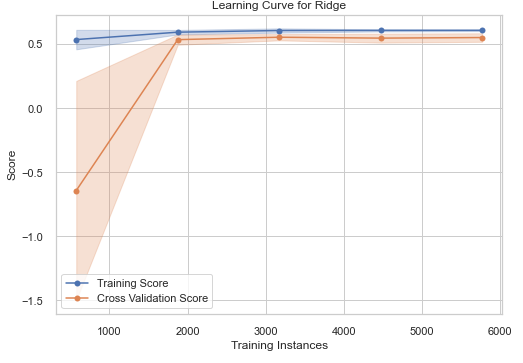 Learning Curve for Ridge
0.5
0.0
−0.5
−1.0
−1.5
Score
Training Score
Cross Validation Score
1000
2000
3000
4000
5000
6000
Training Instances